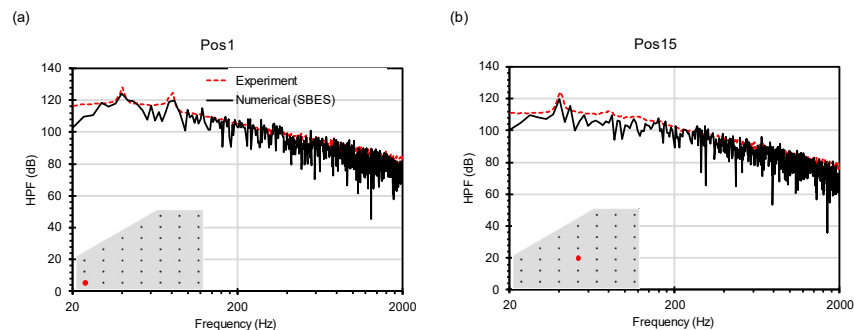 (a)
Pos1
140
120
100
80
60
40
20
0
HPF (dB)
Experiment
Numerical (SBES)
20
200
2000
Frequency (Hz)
(b)
Pos15
140
120
100
80
60
40
20
0
HPF (dB)
20
200
2000
Frequency (Hz)